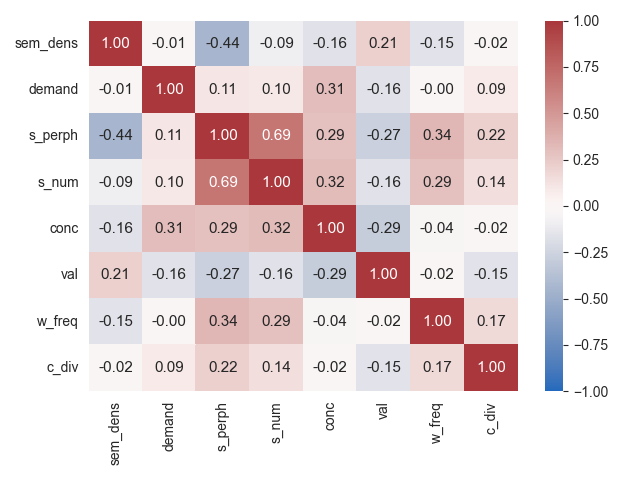 sem_dens 1.00 -0.01 -0.44 -0.09 -0.16 0.21 -0.15 -0.02
demand -0.01 1.00 0.11 0.10 0.31 -0.16 -0.00 0.09
s_perph -0.44 0.11 1.00 0.69 0.29 -0.27 0.34 0.22
s_num -0.09 0.10 0.69 1.00 0.32 -0.16 0.29 0.14
conc -0.16 0.31 0.29 0.32 1.00 -0.29 -0.04 -0.02
val 0.21 -0.16 -0.27 -0.16 -0.29 1.00 -0.02 -0.15
w_freq -0.15 -0.00 0.34 0.29 -0.04 -0.02 1.00 0.17
c_div -0.02 0.09 0.22 0.14 -0.02 -0.15 0.17 1.00
sem_dens demand s_perph s_num conc val w_freq c_div
1.00
0.75
0.50
0.25
0.00
−0.25
−0.50
−0.75
−1.00